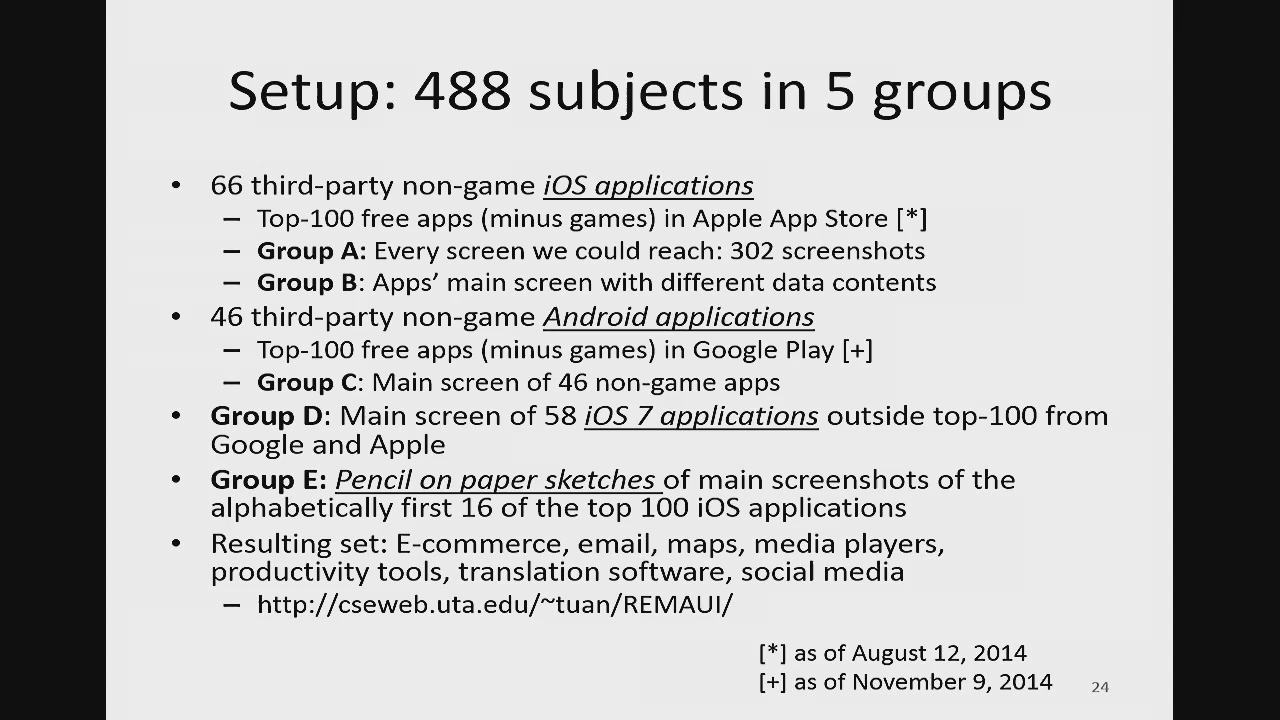 Setup: 488 subjects in 5 groups
• 66 third-party non-game iOS applications
– Top-100 free apps (minus games) in Apple App Store [*]
– Group A: Every screen we could reach: 302 screenshots
– Group B: Apps’ main screen with different data contents
• 46 third-party non-game Android applications
– Top-100 free apps (minus games) in Google Play [+]
– Group C: Main screen of 46 non-game apps
• Group D: Main screen of 58 iOS 7 applications outside top-100 from
Google and Apple
• Group E: Pencil on paper sketches of main screenshots of the
alphabetically first 16 of the top 100 iOS applications
• Resulting set: E-commerce, email, maps, media players,
productivity tools, translation software, social media
– http://cseweb.uta.edu/~tuan/REMAUI/
[*] as of August 12, 2014
[+] as of November 9, 2014
24